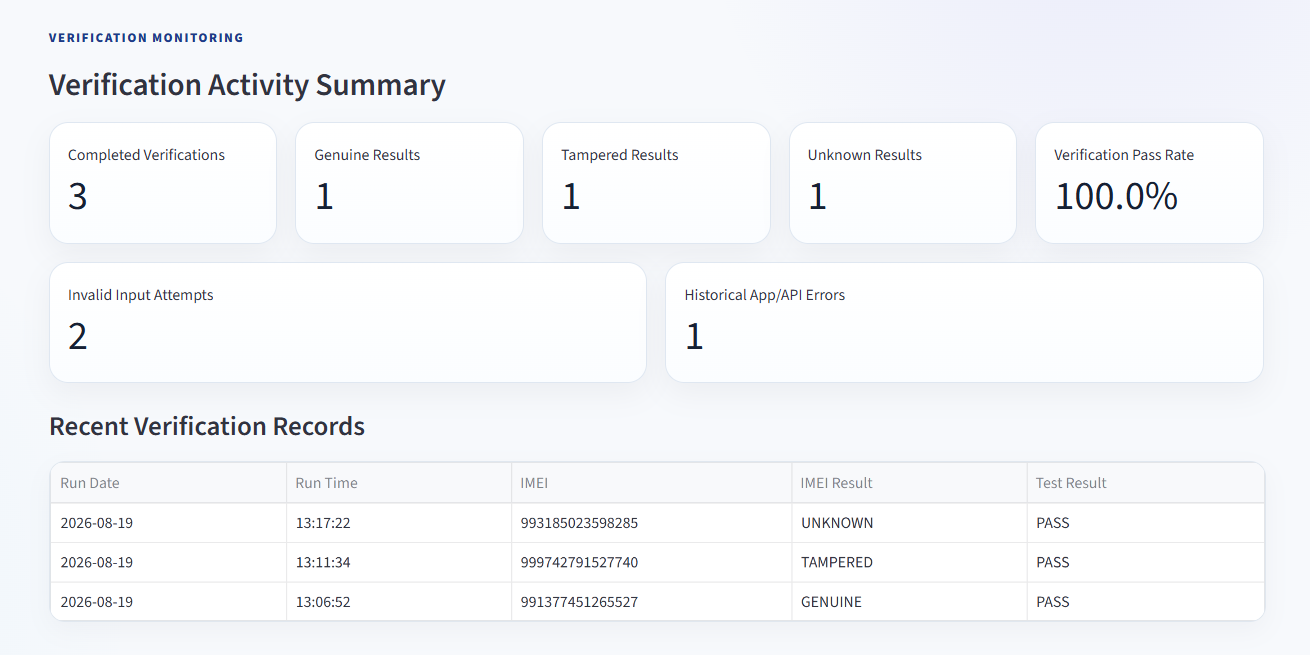 VERIFICATION MONITORING
Verification Activity Summary
Completed Verifications Genuine Results Tampered Results Unknown Results Verification Pass Rate
3 1 1 1 100.0%
Invalid Input Attempts Historical App/API Errors
2 1
Recent Verification Records
Run Date Run Time IMEI IMEI Result Test Result
2026-08-19 13:17:22 993185023598285 UNKNOWN PASS
2026-08-19 13:11:34 999742791527740 TAMPERED PASS
2026-08-19 13:06:52 991377451265527 GENUINE PASS